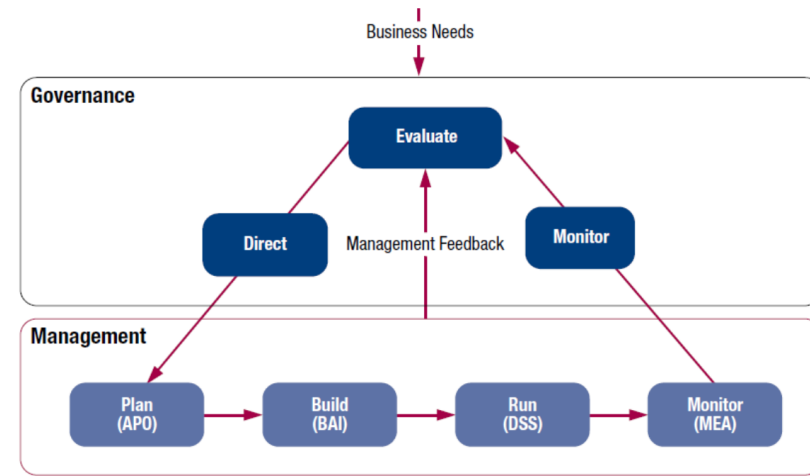 Business Needs
Governance
Evaluate
Direct
Management Feedback
Monitor
Management
Plan
(APO)
Build
(BAI)
Run
(DSS)
Monitor
(MEA)